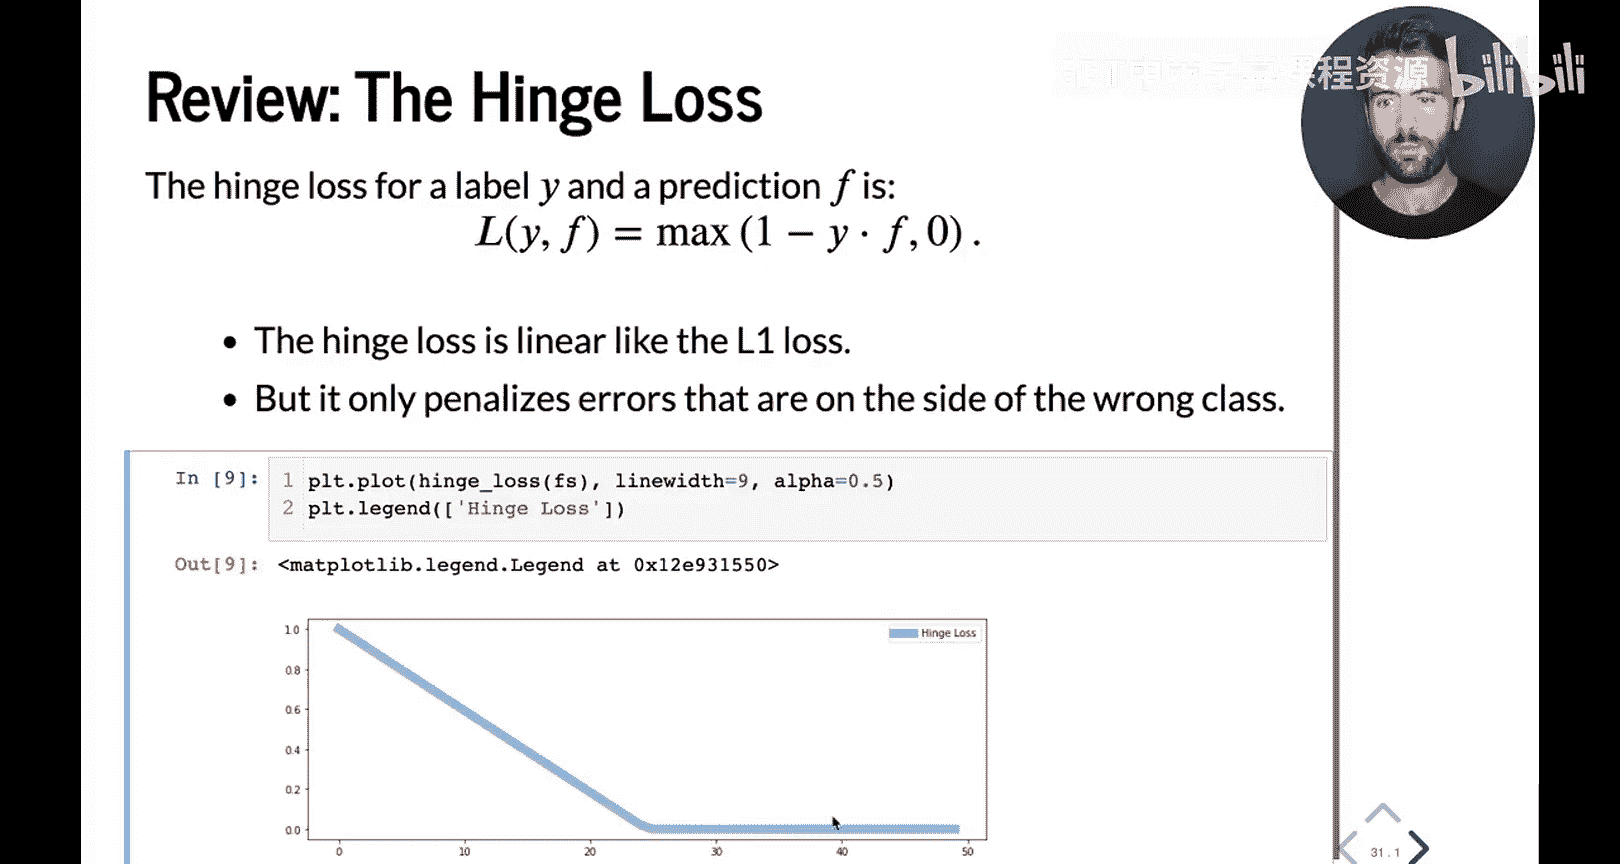 Review: The Hinge Loss
课程资源 bilibili
The hinge loss for a label y and a prediction f is:
L(y, f) = max (1 − y · f, 0) .
• The hinge loss is linear like the L1 loss.
• But it only penalizes errors that are on the side of the wrong class.
In [9]:
1 plt.plot(hinge_loss(fs), linewidth=9, alpha=0.5)
2 plt.legend(['Hinge Loss'])
Out[9]: <matplotlib.legend.Legend at 0x12e931550>
Hinge Loss
1.0
0.8
0.6
0.4
0.2
0.0
0 10 20 30 40 50
31.1